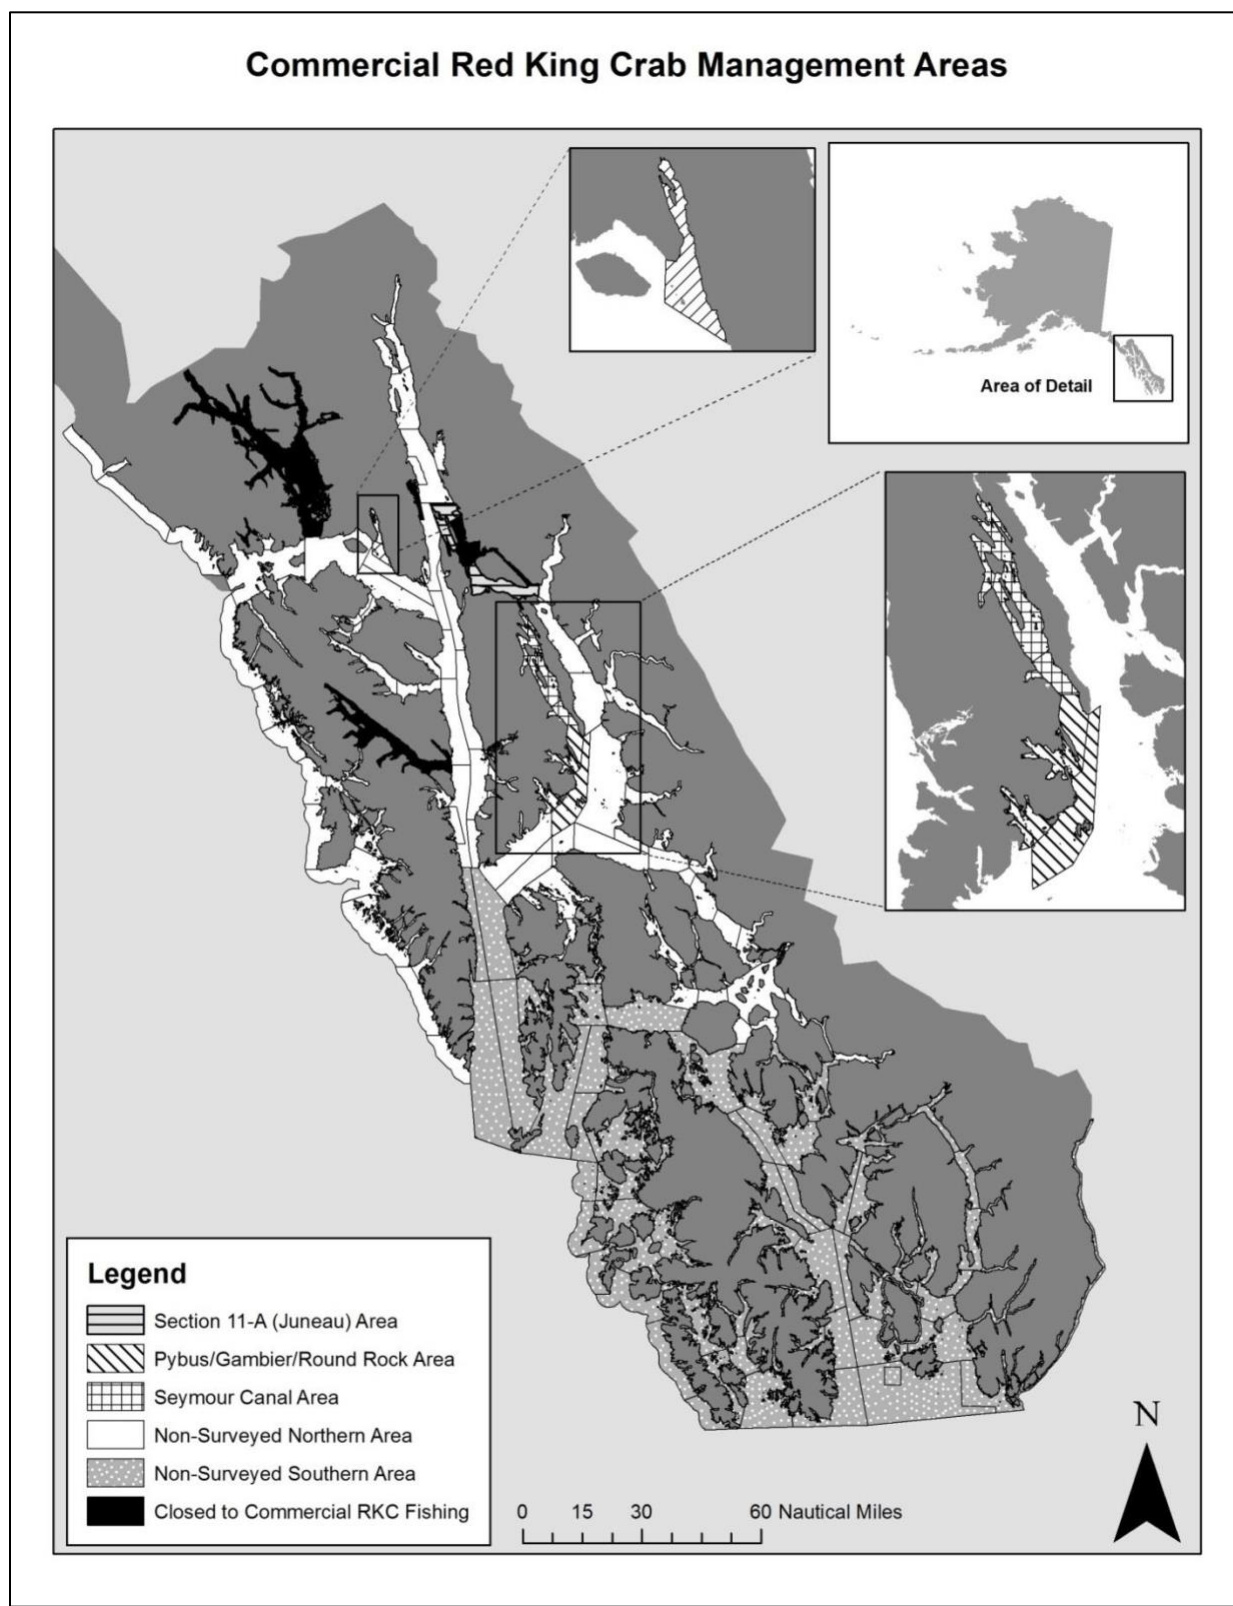 Commercial Red King Crab Management Areas
Area of Detail
Legend
Section 11-A (Juneau) Area
Pybus/Gambier/Round Rock Area
Seymour Canal Area
Non-Surveyed Northern Area
Non-Surveyed Southern Area
Closed to Commercial RKC Fishing
0 15 30 60 Nautical Miles
N